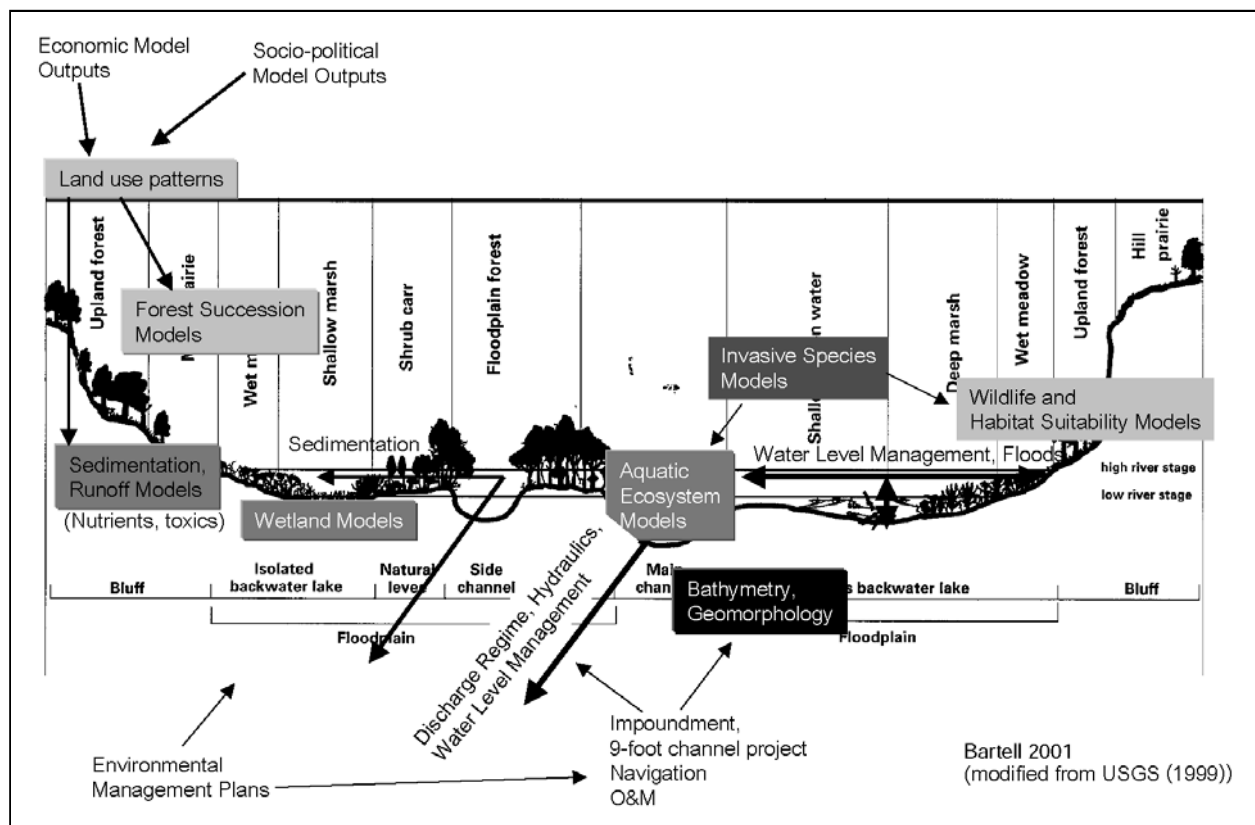 Economic Model
Outputs
Socio-political
Model Outputs
Land use patterns
Upland forest
Shallow marsh
Shrub carr
Floodplain forest
Deep marsh
Wet meadow
Upland forest
Hill
prairie
Forest Succession
Models
Invasive Species
Models
Wildlife and
Habitat Suitability Models
Sedimentation
Water Level Management, Floods
high river stage
low river stage
Sedimentation,
Runoff Models
(Nutrients, toxics)
Wetland Models
Aquatic
Ecosystem
Models
Bluff
Isolated
backwater lake
Natural
Side
channel
backwater lake
Bluff
Bathymetry,
Geomorphology
Floodplain
Floodplain
Discharge Regime, Hydraulics,
Water Level Management
Environmental
Management Plans
Impoundment,
9-foot channel project
Navigation
O&M
Bartell 2001
(modified from USGS (1999))